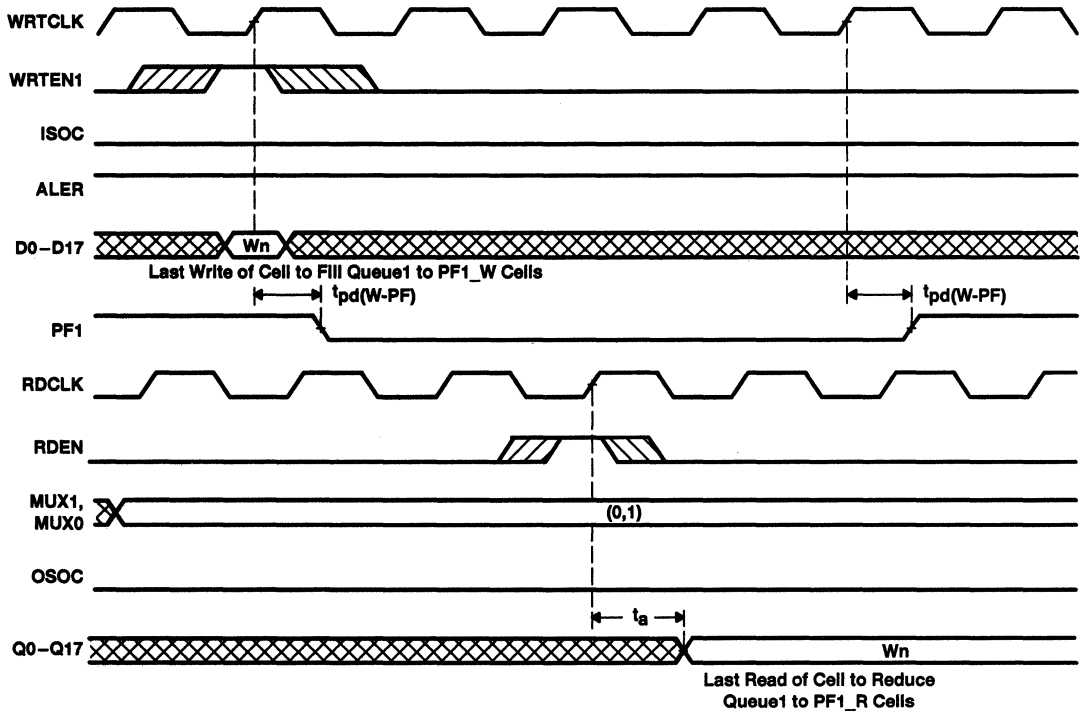 WRTCLK
WRTEN1
ISOC
ALER
D0–D17
Wn
Last Write of Cell to Fill Queue1 to PF1_W Cells
tpd(W-PF)
tpd(W-PF)
PF1
RDCLK
RDEN
MUX1,
MUX0
(0,1)
OSOC
ta
Q0–Q17
Wn
Last Read of Cell to Reduce
Queue1 to PF1_R Cells